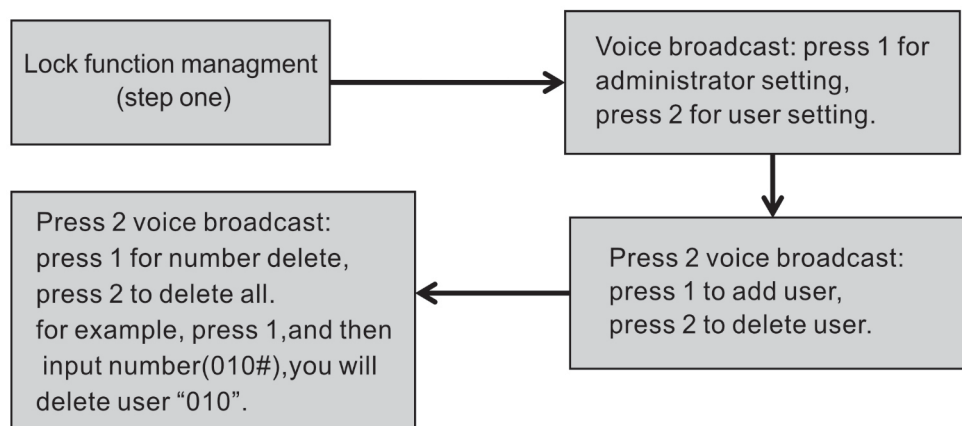 Lock function managment
(step one)
Voice broadcast: press 1 for
administrator setting,
press 2 for user setting.
Press 2 voice broadcast:
press 1 to add user,
press 2 to delete user.
Press 2 voice broadcast:
press 1 for number delete,
press 2 to delete all.
for example, press 1,and then
input number(010#),you will
delete user “010”.